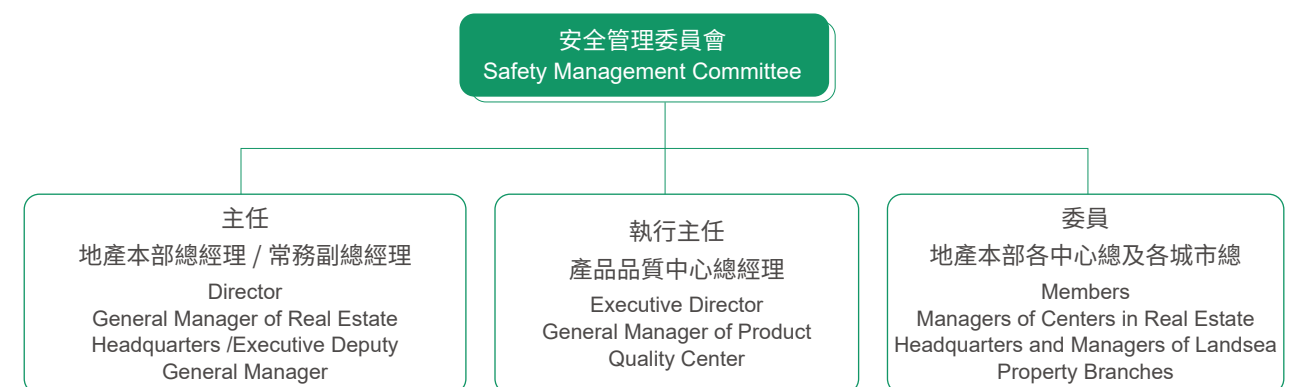 安全管理委員會
Safety Management Committee
主任
地產本部總經理 / 常務副總經理
Director
General Manager of Real Estate
Headquarters /Executive Deputy
General Manager
執行主任
產品品質中心總經理
Executive Director
General Manager of Product
Quality Center
委員
地產本部各中心總及各城市總
Members
Managers of Centers in Real Estate
Headquarters and Managers of Landsea
Property Branches